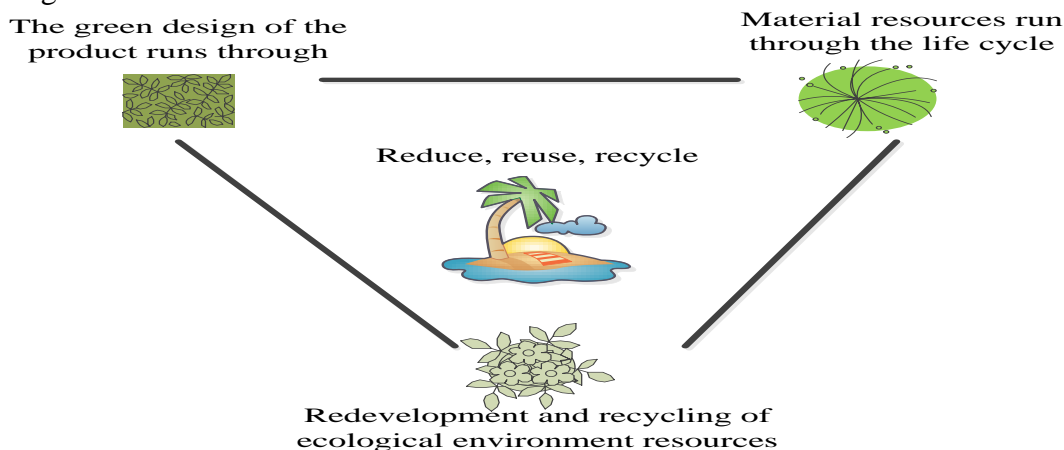 The green design of the
product runs through
Material resources run
through the life cycle
Reduce, reuse, recycle
Redevelopment and recycling of
ecological environment resources